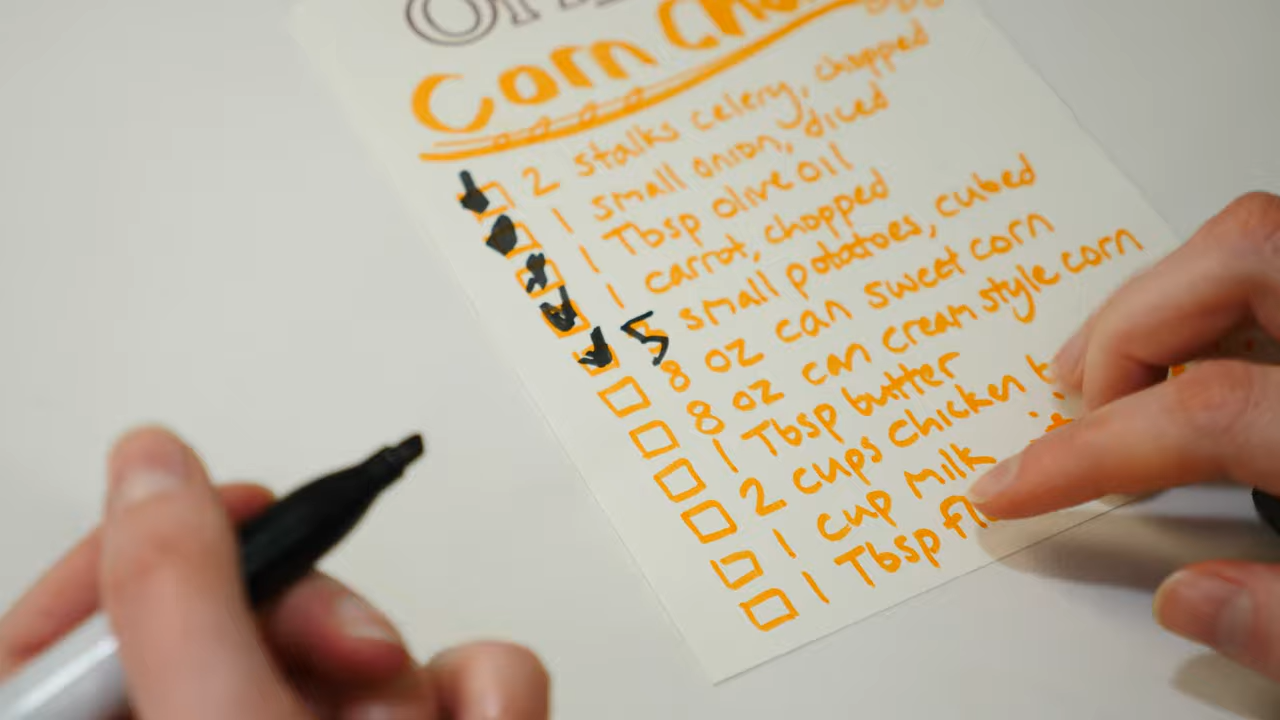 Corn
2 stalks celery, chopped
1 small onion, diced
1 Tbsp olive oil
1 carrot, chopped
5 small potatoes, cubed
8 oz can sweet corn
8 oz can cream style corn
1 Tbsp butter
2 cups chicken
1 cup milk
1 Tbsp